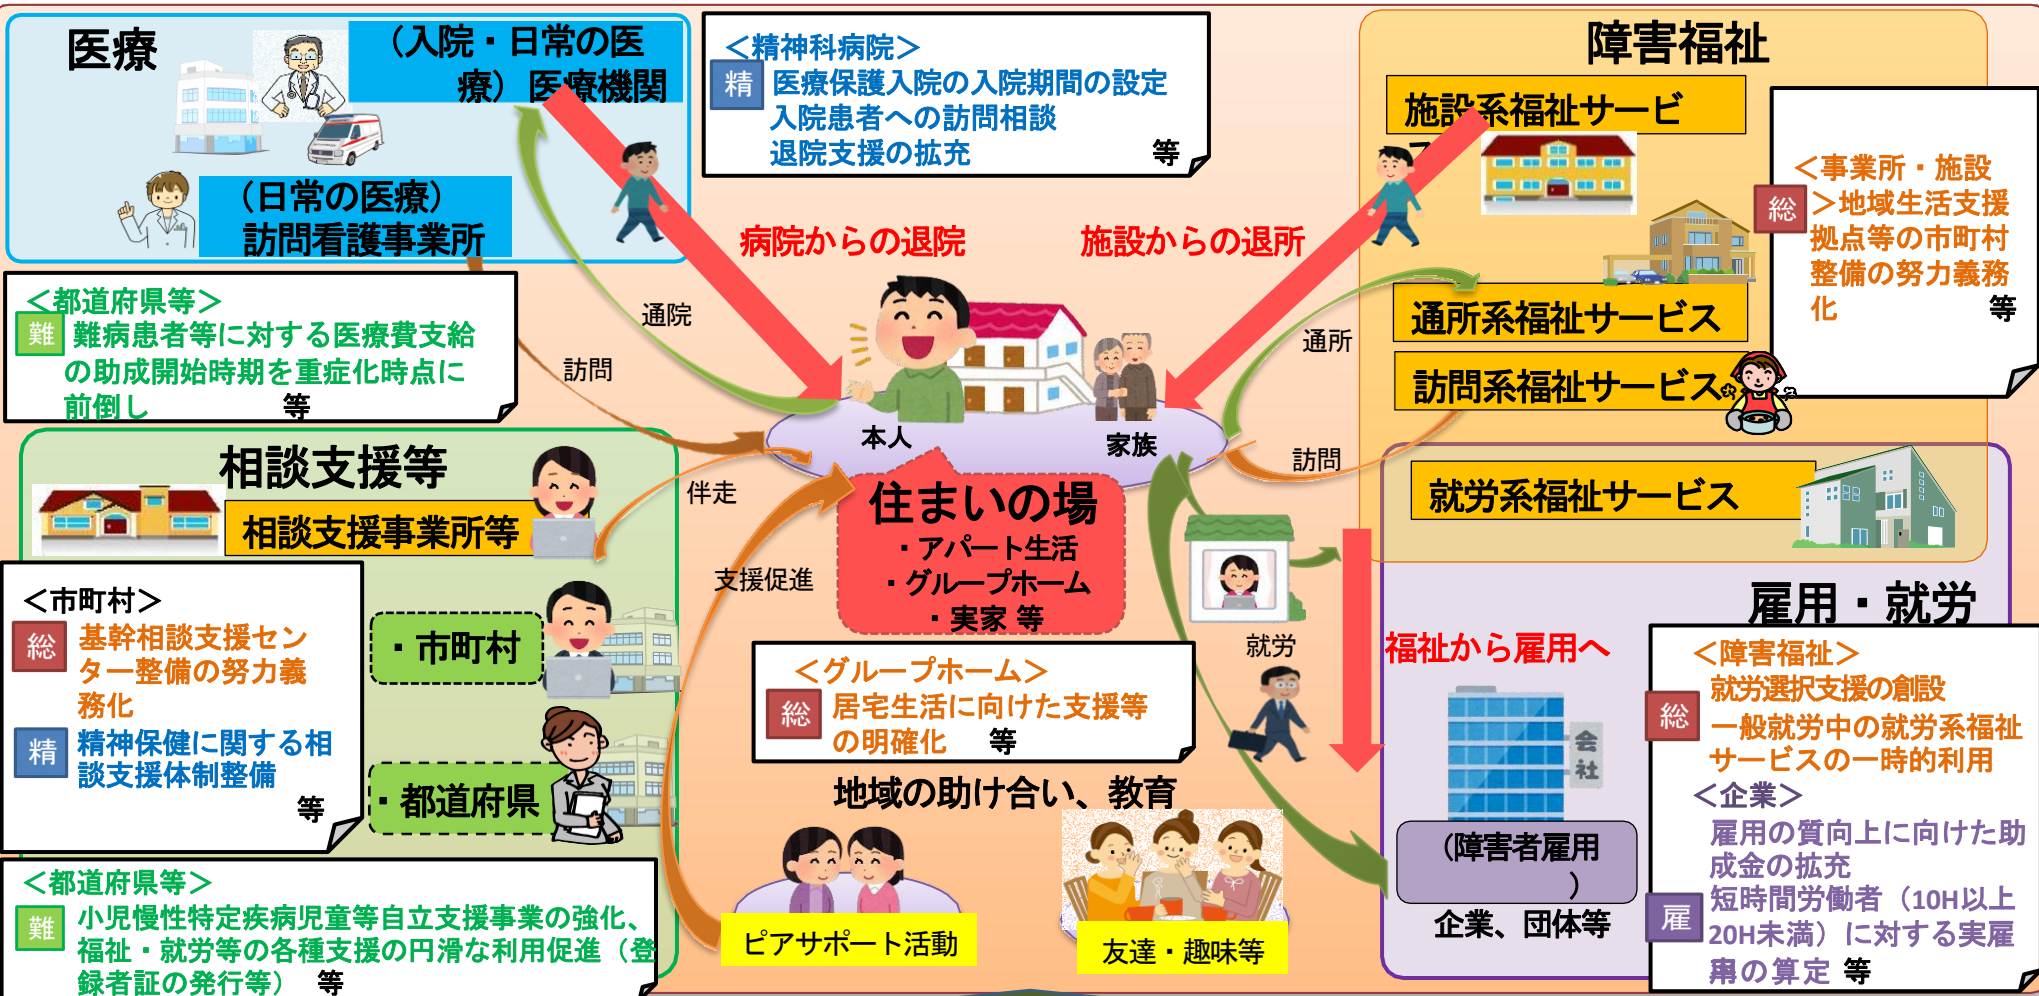 医療
（入院・日常の医
療）医療機関
（日常の医療）
訪問看護事業所
＜精神科病院＞
精 医療保護入院の入院期間の設定
入院患者への訪問相談
退院支援の拡充 等
障害福祉
施設系福祉サービ
＜事業所・施設
総 ＞地域生活支援
拠点等の市町村
整備の努力義務
化 等
通所系福祉サービス
訪問系福祉サービス
就労系福祉サービス
病院からの退院
施設からの退所
通院
訪問
通所
訪問
＜都道府県等＞
難 難病患者等に対する医療費支給
の助成開始時期を重症化時点に
前倒し 等
本人
家族
相談支援等
相談支援事業所等
伴走
支援促進
住まいの場
・アパート生活
・グループホーム
・実家 等
＜市町村＞
総 基幹相談支援セン
ター整備の努力義
務化
精 精神保健に関する相
談支援体制整備
等
・市町村
・都道府県
＜都道府県等＞
難 小児慢性特定疾病児童等自立支援事業の強化、
福祉・就労等の各種支援の円滑な利用促進（登
録者証の発行等） 等
＜グループホーム＞
総 居宅生活に向けた支援等
の明確化 等
地域の助け合い、教育
ピアサポート活動
友達・趣味等
就労
福祉から雇用へ
雇用・就労
会
社
（障害者雇用
）
企業、団体等
＜障害福祉＞
就労選択支援の創設
総 一般就労中の就労系福祉
サービスの一時的利用
＜企業＞
雇用の質向上に向けた助
成金の拡充
雇 短時間労働者（10H以上
20H未満）に対する実雇
の算定 等